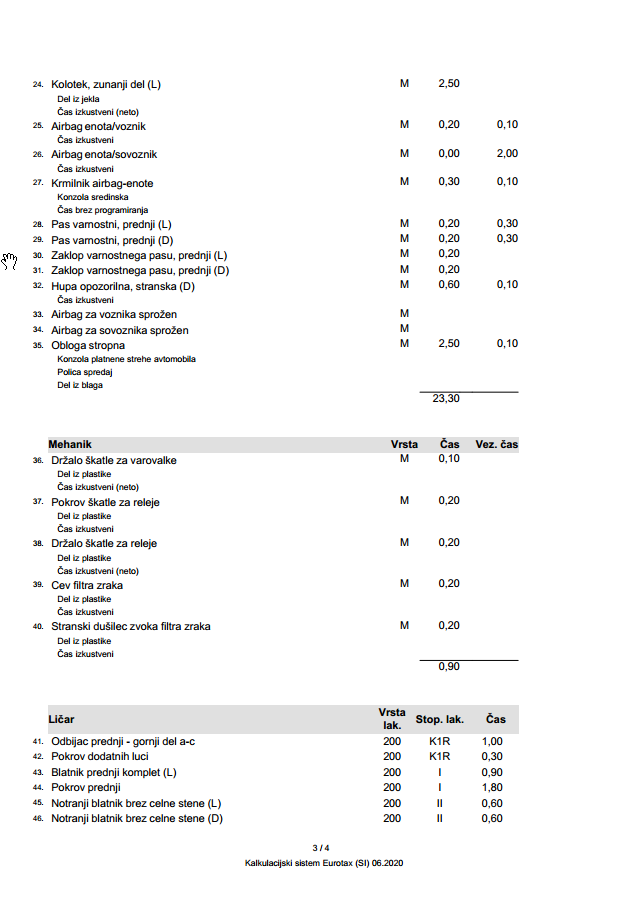 24. Kolotek, zunanji del (L) M 2,50
Del iz jekla
Čas izkustveni (neto)
25. Airbag enota/voznik M 0,20 0,10
Čas izkustveni
26. Airbag enota/sovoznik M 0,00 2,00
Čas izkustveni
27. Krmilnik airbag-enote M 0,30 0,10
Konzola sredinska
Čas brez programiranja
28. Pas varnostni, prednji (L) M 0,20 0,30
29. Pas varnostni, prednji (D) M 0,20 0,30
30. Zaklop varnostnega pasu, prednji (L) M 0,20
31. Zaklop varnostnega pasu, prednji (D) M 0,20
32. Hupa opozorilna, stranska (D) M 0,60 0,10
Čas izkustveni
33. Airbag za voznika sprožen M
34. Airbag za sovoznika sprožen M
35. Obloga stropna M 2,50 0,10
Konzola platnene strehe avtomobila
Polica spredaj
Del iz blaga
23,30
Mehanik Vrsta Čas Vez. čas
36. Držalo škatle za varovalke M 0,10
Del iz plastike
Čas izkustveni (neto)
37. Pokrov škatle za releje M 0,20
Del iz plastike
Čas izkustveni
38. Držalo škatle za releje M 0,20
Del iz plastike
Čas izkustveni (neto)
39. Cev filtra zraka M 0,20
Del iz plastike
Čas izkustveni
40. Stranski dušilec zvoka filtra zraka M 0,20
Del iz plastike
Čas izkustveni
0,90
Ličar Vrsta lak. Stop. lak. Čas
41. Odbijac prednji - gornji del a-c 200 K1R 1,00
42. Pokrov dodatnih luci 200 K1R 0,30
43. Blatnik prednji komplet (L) 200 I 0,90
44. Pokrov prednji 200 I 1,80
45. Notranji blatnik brez celne stene (L) 200 II 0,60
46. Notranji blatnik brez celne stene (D) 200 II 0,60
3 / 4
Kalkulacijski sistem Eurotax (SI) 06.2020